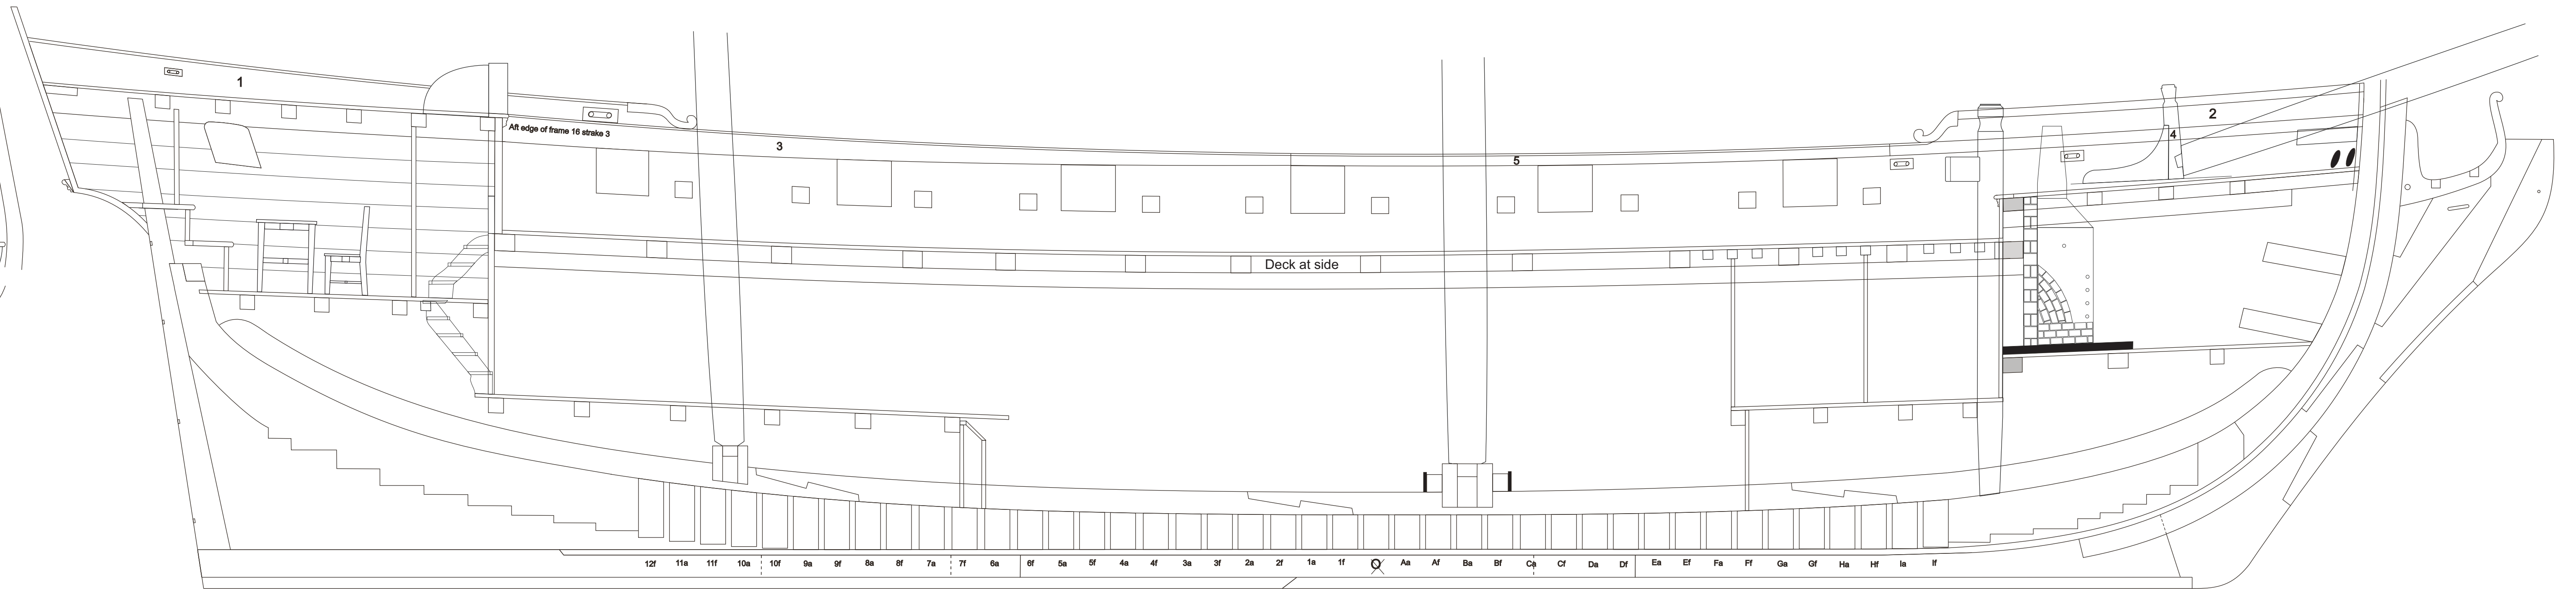 1
2
Aft edge of frame 16 strake 3
3
4
5
Deck at side
12f 11a 11f 10a 10f 9a 9f 8a 8f 7a 7f 6a 6f 5a 5f 4a 4f 3a 3f 2a 2f 1a 1f O Aa Af Ba Bf Ca Cf Da Df Ea Ef Fa Ff Ga Gf Ha Hf Ia If